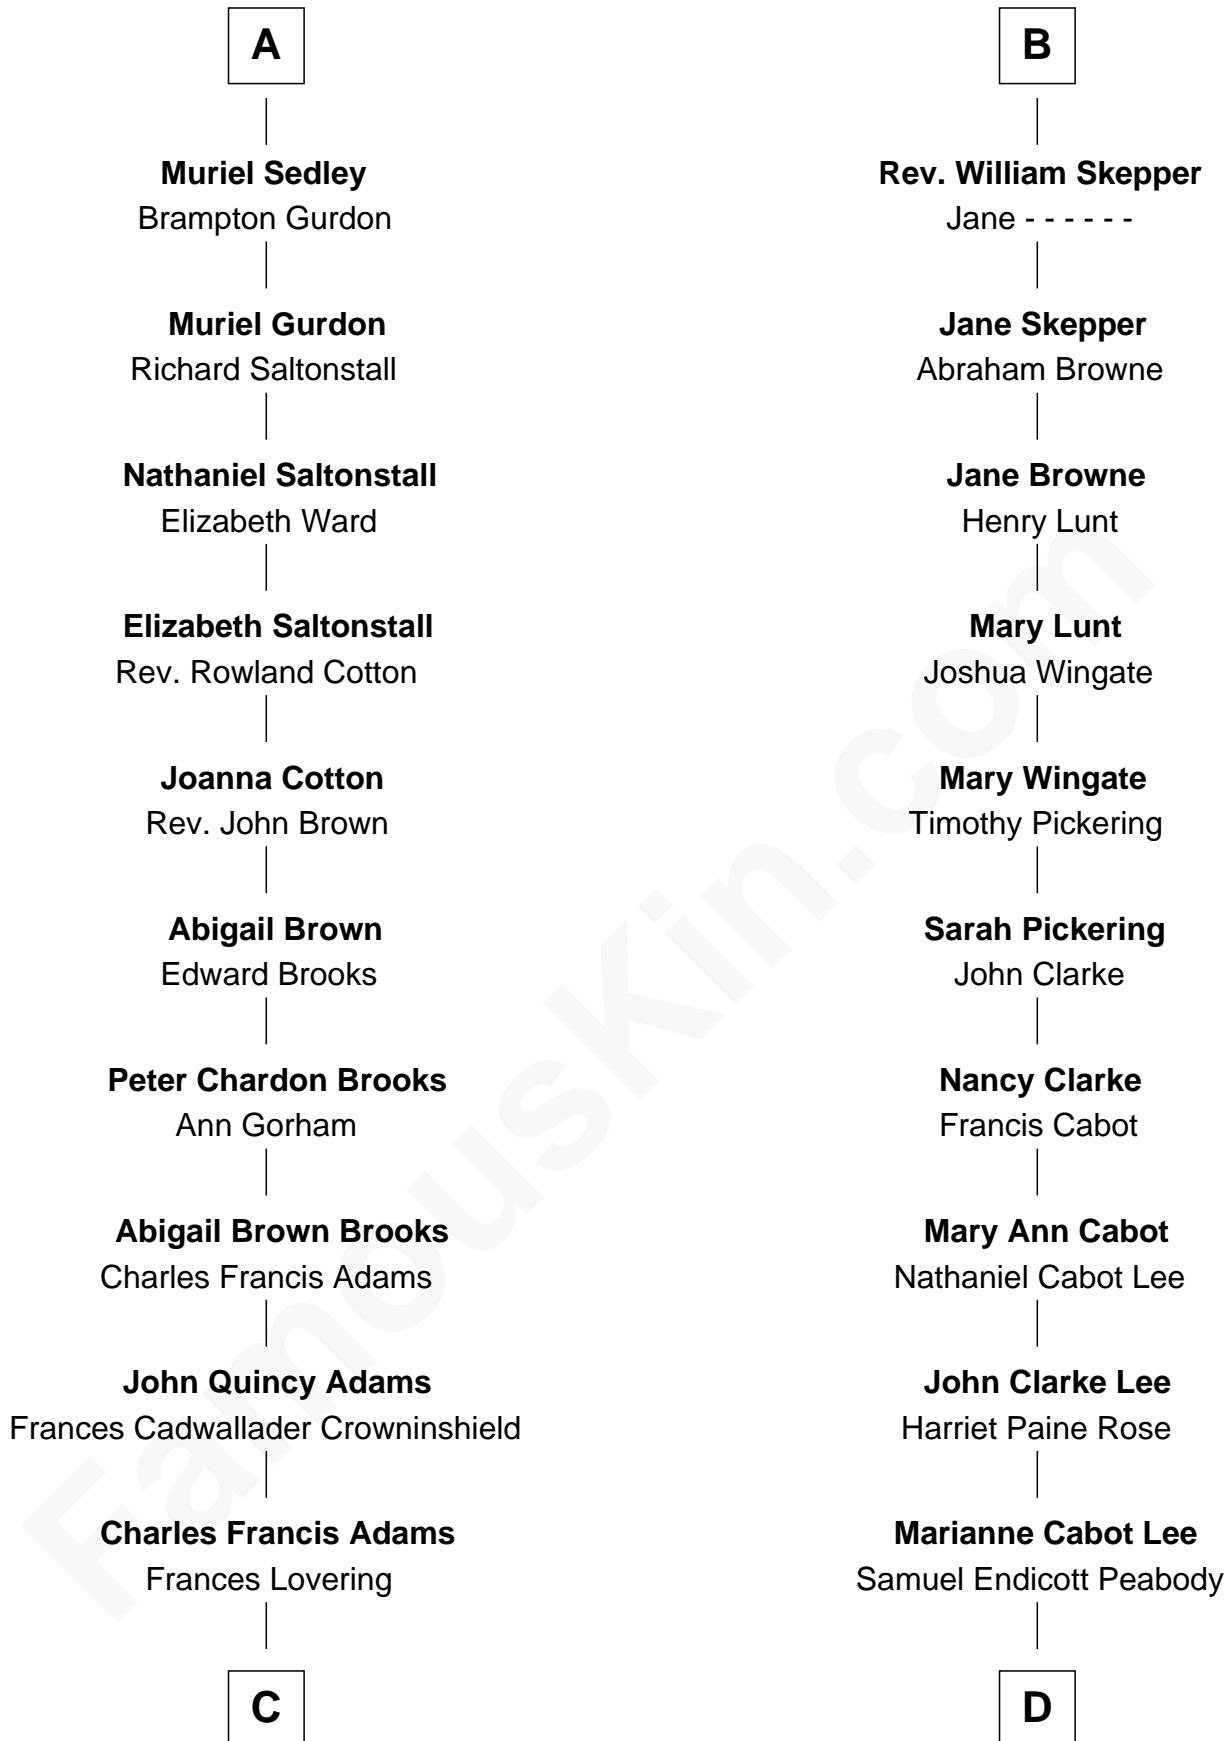 A
Muriel Sedley
Brampton Gurdon
Muriel Gurdon
Richard Saltonstall
Nathaniel Saltonstall
Elizabeth Ward
Elizabeth Saltonstall
Rev. Rowland Cotton
Joanna Cotton
Rev. John Brown
Abigail Brown
Edward Brooks
Peter Chardon Brooks
Ann Gorham
Abigail Brown Brooks
Charles Francis Adams
John Quincy Adams
Frances Cadwallader Crowninshield
Charles Francis Adams
Frances Lovering
C
B
Rev. William Skepper
Jane - - - - - -
Jane Skepper
Abraham Browne
Jane Browne
Henry Lunt
Mary Lunt
Joshua Wingate
Mary Wingate
Timothy Pickering
Sarah Pickering
John Clarke
Nancy Clarke
Francis Cabot
Mary Ann Cabot
Nathaniel Cabot Lee
John Clarke Lee
Harriet Paine Rose
Marianne Cabot Lee
Samuel Endicott Peabody
D
FamousKin.com